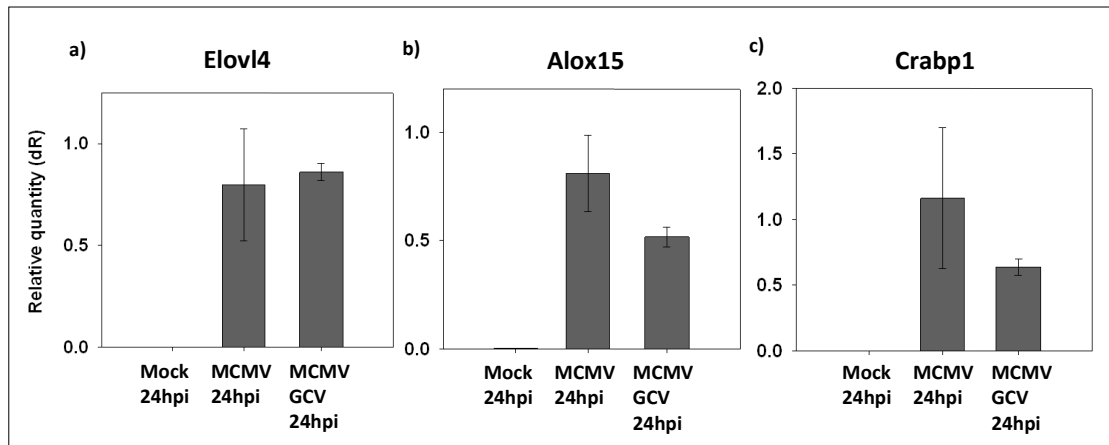 a)
Elovl4
b)
Alox15
c)
Crabp1
Relative quantity (dR)
1.0
0.5
0.0
1.0
0.5
0.0
2.0
1.5
1.0
0.5
0.0
Mock
24hpi
MCMV
24hpi
MCMV
GCV
24hpi
Mock
24hpi
MCMV
24hpi
MCMV
GCV
24hpi
Mock
24hpi
MCMV
24hpi
MCMV
GCV
24hpi